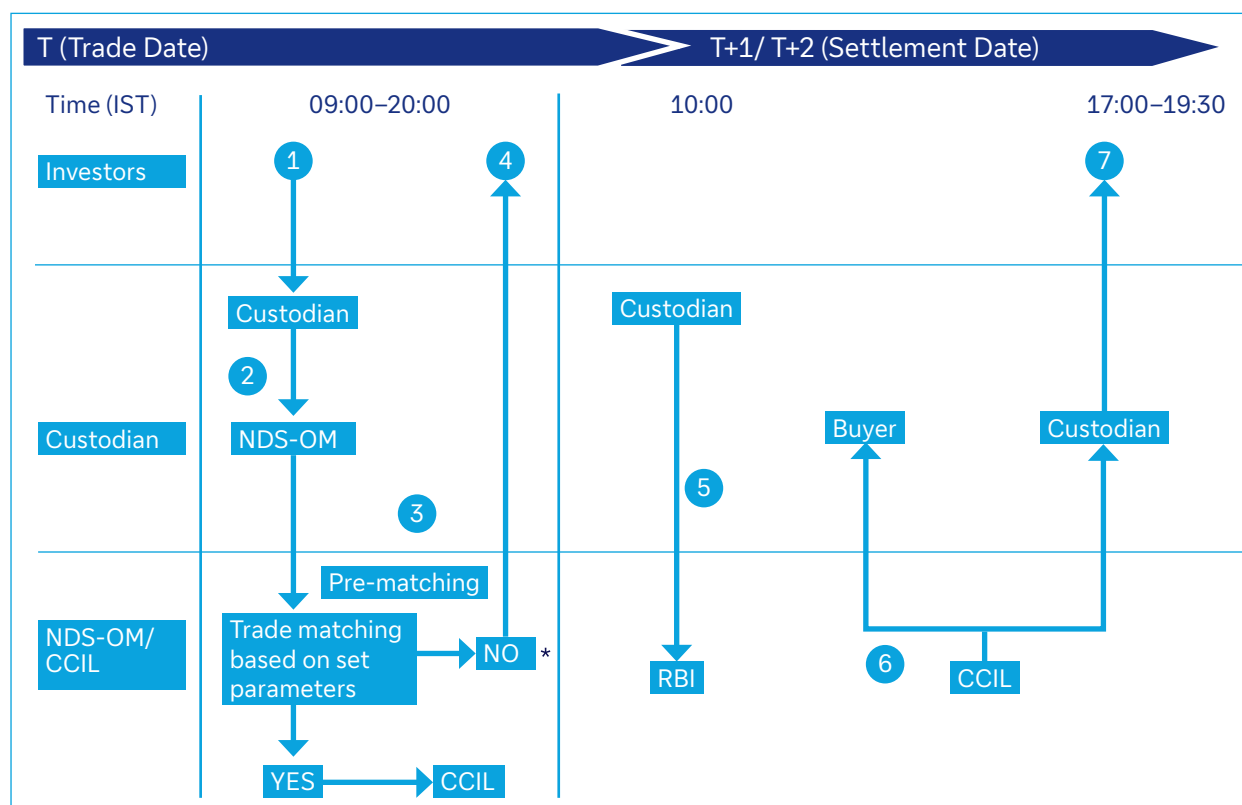 T (Trade Date)
T+1/ T+2 (Settlement Date)
Time (IST)
09:00–20:00
10:00
17:00–19:30
Investors
1
4
7
Custodian
Custodian
2
Custodian
NDS-OM
Buyer
Custodian
3
5
Pre-matching
NDS-OM/
CCIL
Trade matching
based on set
parameters
NO *
RBI
6
CCIL
YES
CCIL